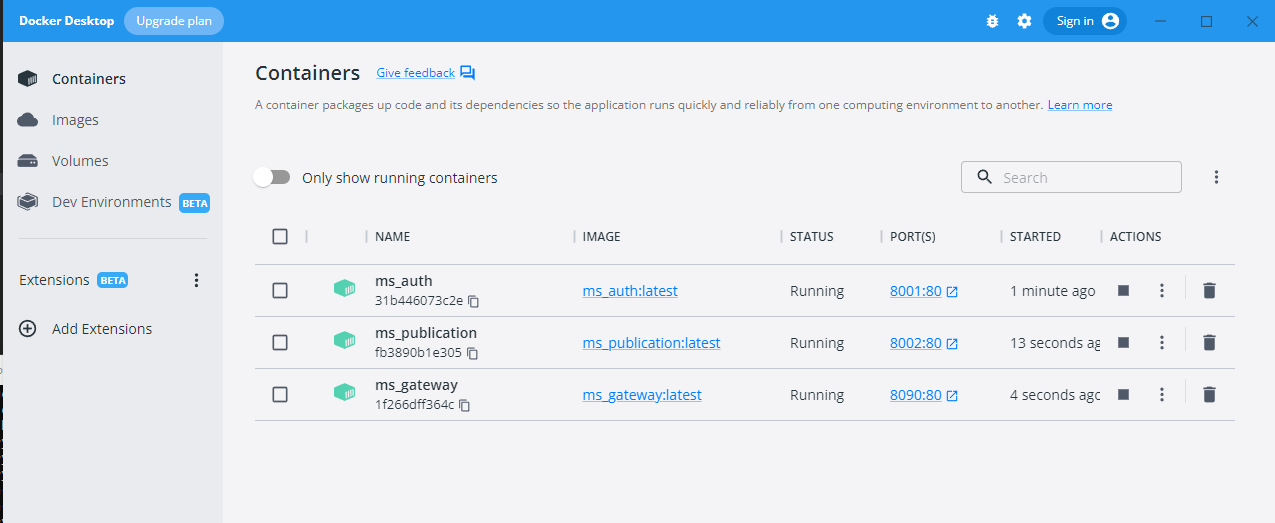 Docker Desktop Upgrade plan Sign in
Containers
Images
Volumes
Dev Environments BETA
Extensions BETA
Add Extensions
Containers Give feedback
A container packages up code and its dependencies so the application runs quickly and reliably from one computing environment to another. Learn more
Only show running containers Search
NAME IMAGE STATUS PORT(S) STARTED ACTIONS
ms_auth
31b446073c2e ms_auth:latest Running 8001:80 1 minute ago
ms_publication
fb3890b1e305 ms_publication:latest Running 8002:80 13 seconds ag
ms_gateway
1f266dff364c ms_gateway:latest Running 8090:80 4 seconds ago